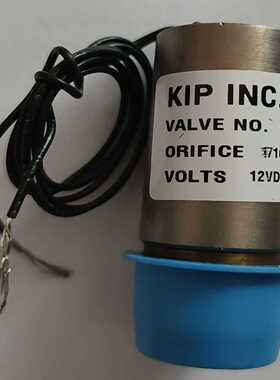 KIP INC.
VALVE NO.
ORIFICE
VOLTS 12VD